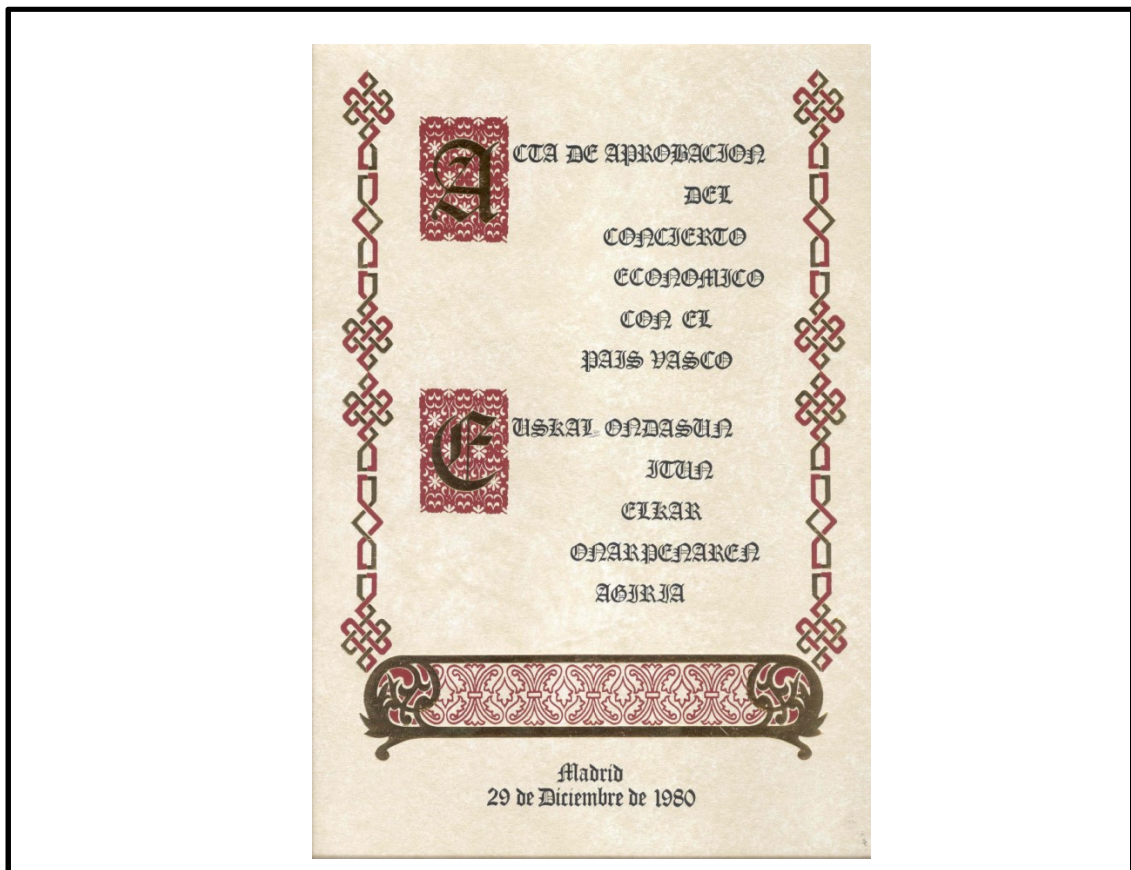 ACTA DE APROBACION
DEL
CONCIERTO
ECONOMICO
CON EL
PAIS VASCO
EUSKAL ONDASUN
ITUN
ELKAR
ONARPENAREN
AGIRIA
Madrid
29 de Diciembre de 1980